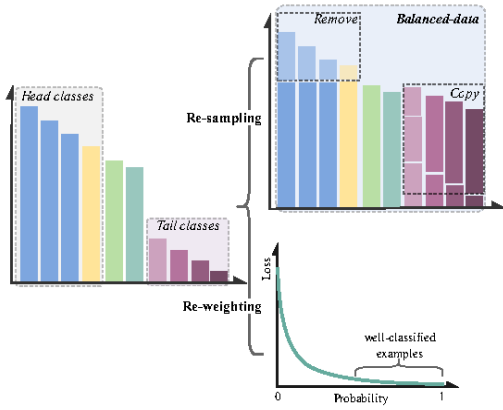 Head classes
Tail classes
Re-sampling
Re-weighting
Remove
Balanced-data
Copy
Loss
well-classified
examples
0
Probability
1